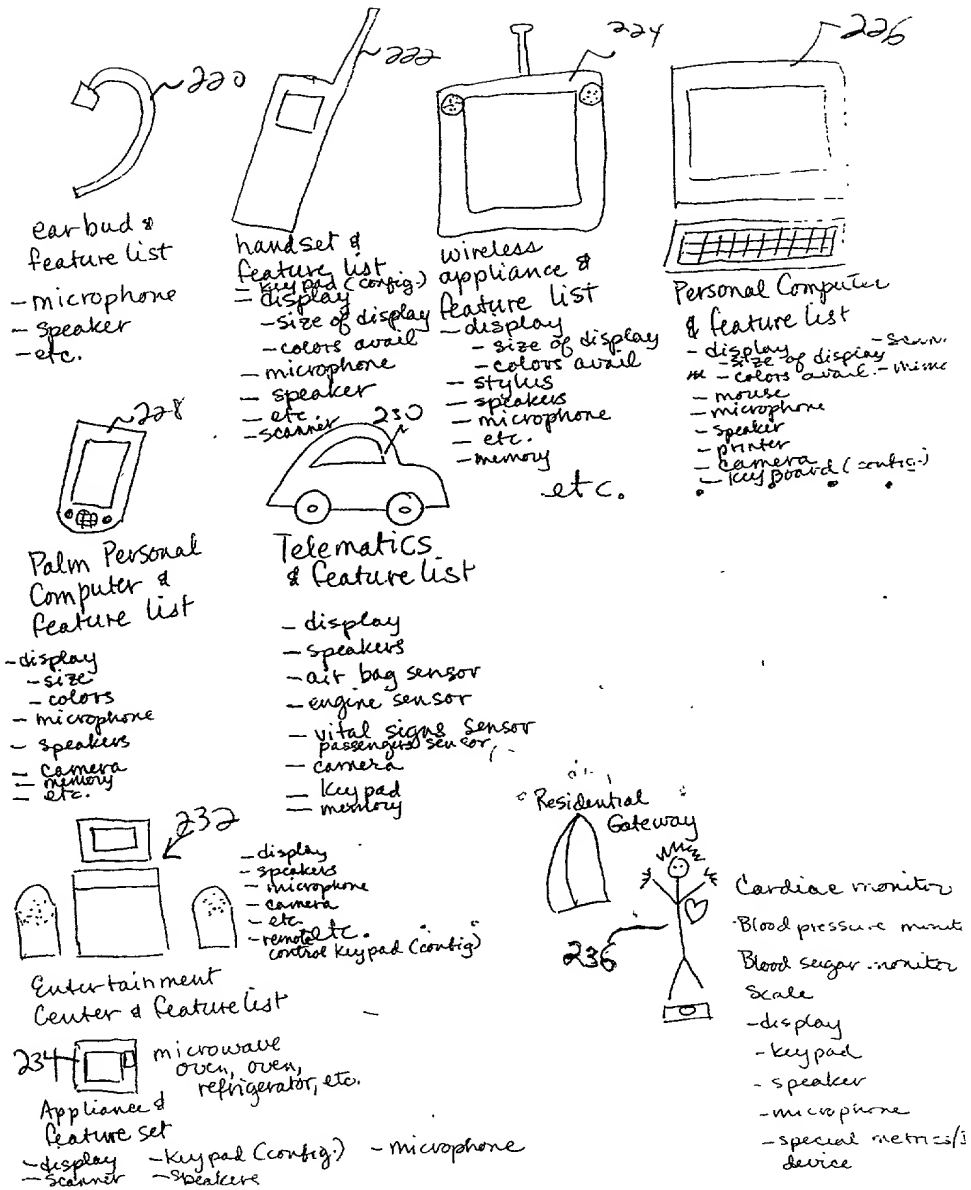 220
ear bud &
feature list
- microphone
- speaker
- etc.
222
handset &
feature list
- key pad (config.)
- display
- size of display
- colors avail
- microphone
- speaker
- etc.
- scanner
224
wireless
appliance &
feature list
- display
- size of display
- colors avail
- stylus
- speakers
- microphone
- etc.
- memory
etc.
226
Personal Computer
& feature list
- display
- size of display
- colors avail.
- mouse
- microphone
- speaker
- printer
- camera
- key Board (config.)
228
Palm Personal
Computer &
feature list
- display
- size
- colors
- microphone
- speakers
- camera
- memory
- etc.
230
Telematics
& feature list
- display
- speakers
- air bag sensor
- engine sensor
- vital signs sensor
passengers sensor
- camera
- keypad
- memory
232
- display
- speakers
- microphone
- camera
- etc.
- remote etc.
control keypad (config)
Entertainment
Center & feature list
234
microwave
oven, oven,
refrigerator, etc.
Appliance &
feature set
- display - Key pad (config.) - microphone
- scanner - speakers
Residential
Gateway
236
Cardiac monitor
- Blood pressure
Blood sugar monitor
Scale
- display
- keypad
- speaker
- microphone
- special
device